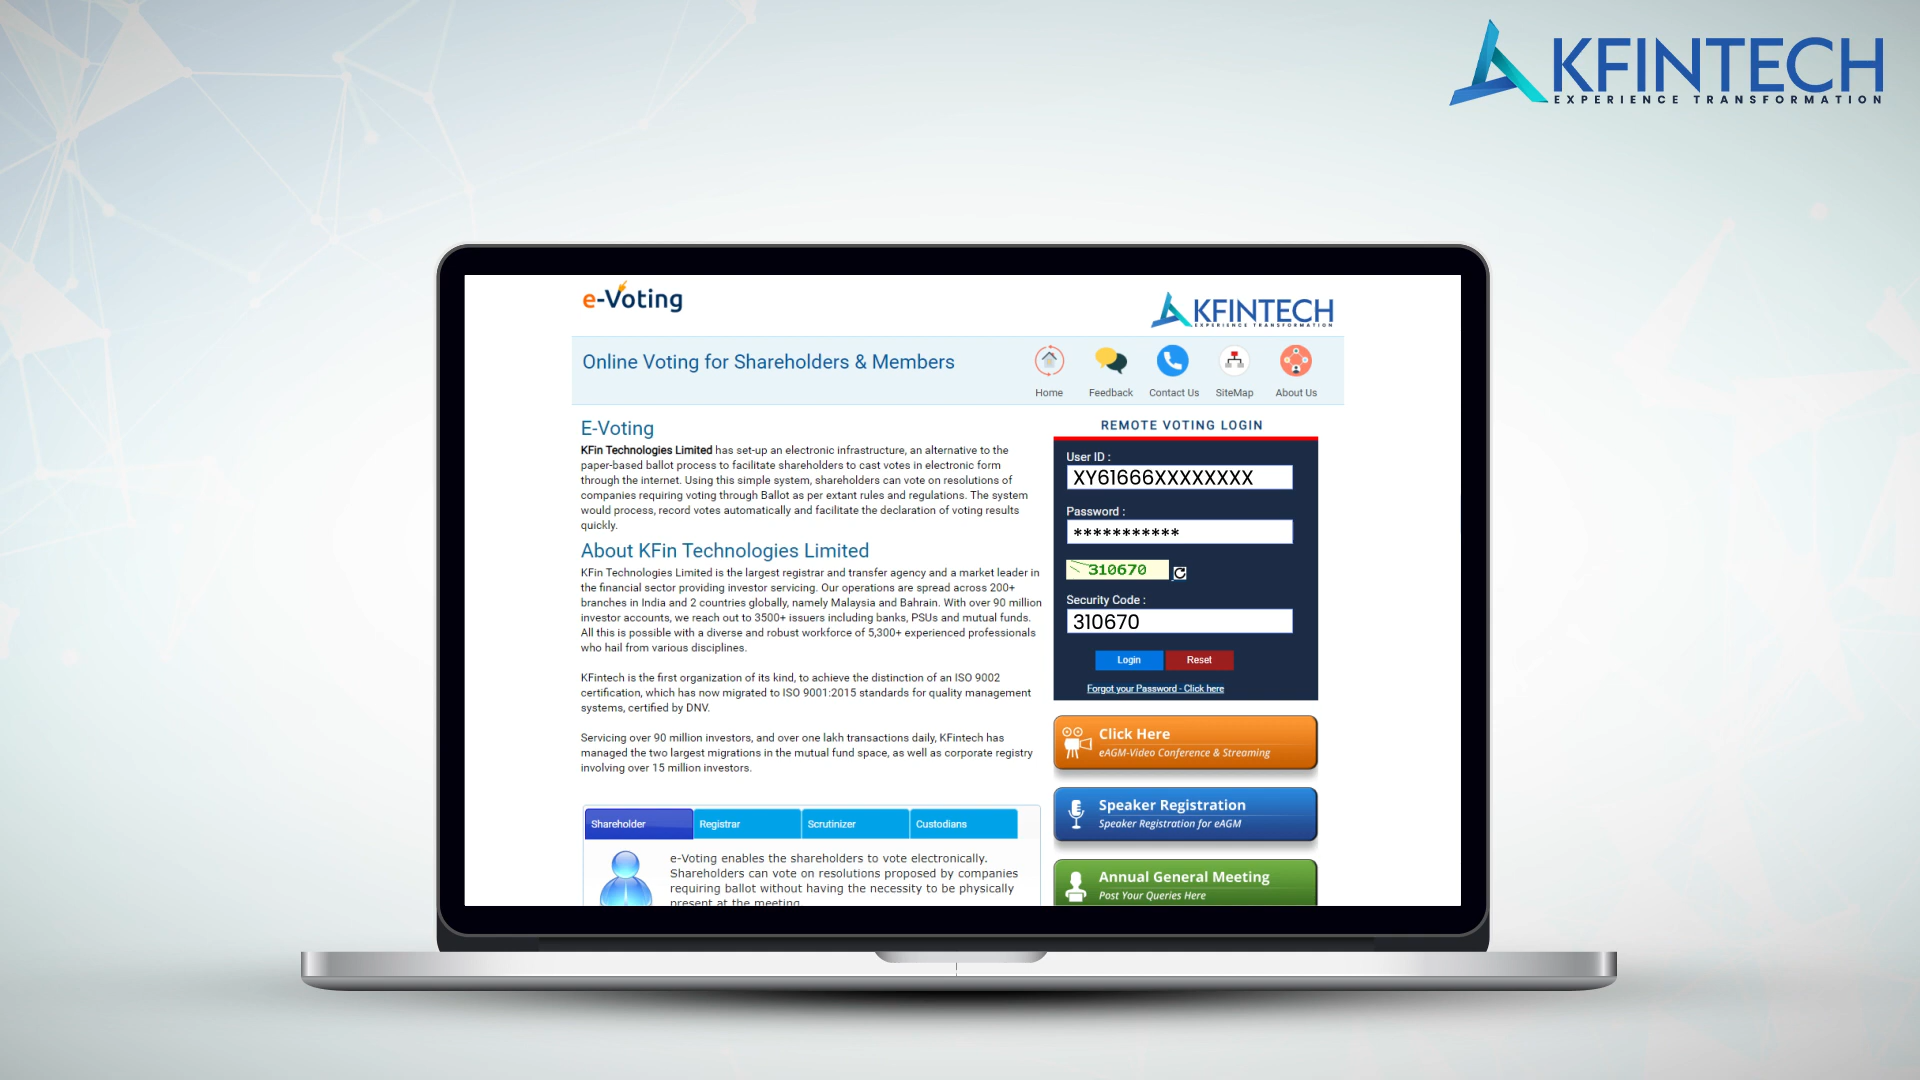 KFINTECH
EXPERIENCE TRANSFORMATION
e-Voting
KFINTECH
EXPERIENCE TRANSFORMATION
Online Voting for Shareholders & Members
Home
Feedback
Contact Us
SiteMap
About Us
E-Voting
KFin Technologies Limited has set-up an electronic infrastructure, an alternative to the
paper-based ballot process to facilitate shareholders to cast votes in electronic form
through the internet. Using this simple system, shareholders can vote on resolutions of
companies requiring voting through Ballot as per extant rules and regulations. The system
would process, record votes automatically and facilitate the declaration of voting results
quickly.
About KFin Technologies Limited
KFin Technologies Limited is the largest registrar and transfer agency and a market leader in
the financial sector providing investor servicing. Our operations are spread across 200+
branches in India and 2 countries globally, namely Malaysia and Bahrain. With over 90 million
investor accounts, we reach out to 3500+ issuers including banks, PSUs and mutual funds.
All this is possible with a diverse and robust workforce of 5,300+ experienced professionals
who hail from various disciplines.
KFintech is the first organization of its kind, to achieve the distinction of an ISO 9002
certification, which has now migrated to ISO 9001:2015 standards for quality management
systems, certified by DNV.
Servicing over 90 million investors, and over one lakh transactions daily, KFintech has
managed the two largest migrations in the mutual fund space, as well as corporate registry
involving over 15 million investors.
Shareholder
Registrar
Scrutinizer
Custodians
e-Voting enables the shareholders to vote electronically.
Shareholders can vote on resolutions proposed by companies
requiring ballot without having the necessity to be physically
present at the meeting
REMOTE VOTING LOGIN
User ID :
XY61666XXXXXXXX
Password :
***********
310670
Security Code :
310670
Login
Reset
Forgot your Password - Click here
Click Here
eAGM-Video Conference & Streaming
Speaker Registration
Speaker Registration for eAGM
Annual General Meeting
Post Your Queries Here